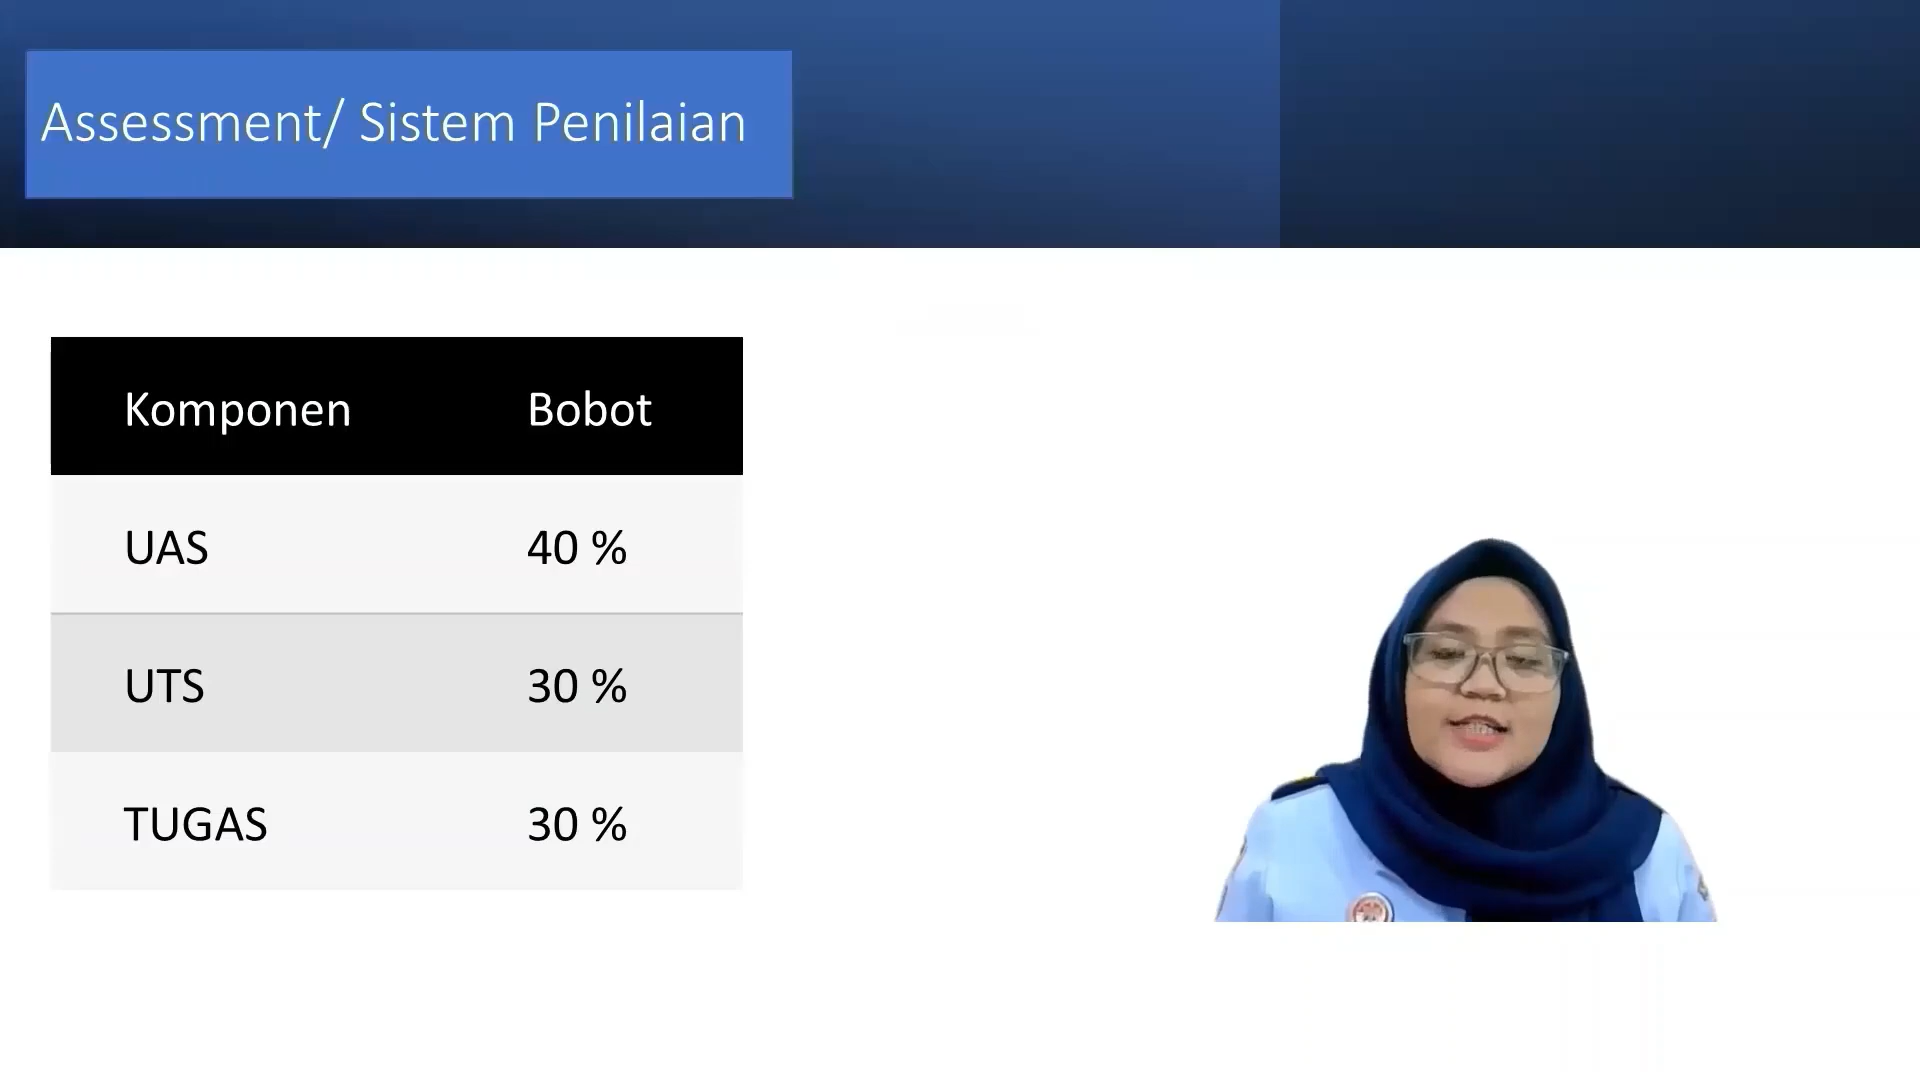 Assessment/ Sistem Penilaian
Komponen Bobot
UAS 40 %
UTS 30 %
TUGAS 30 %